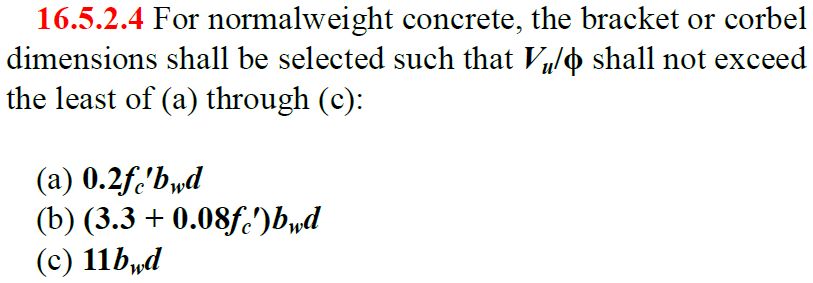 16.5.2.4 For normalweight concrete, the bracket or corbel
dimensions shall be selected such that Vu/ϕ shall not exceed
the least of (a) through (c):
(a) 0.2fc'bwd
(b) (3.3 + 0.08fc')bwd
(c) 11bwd